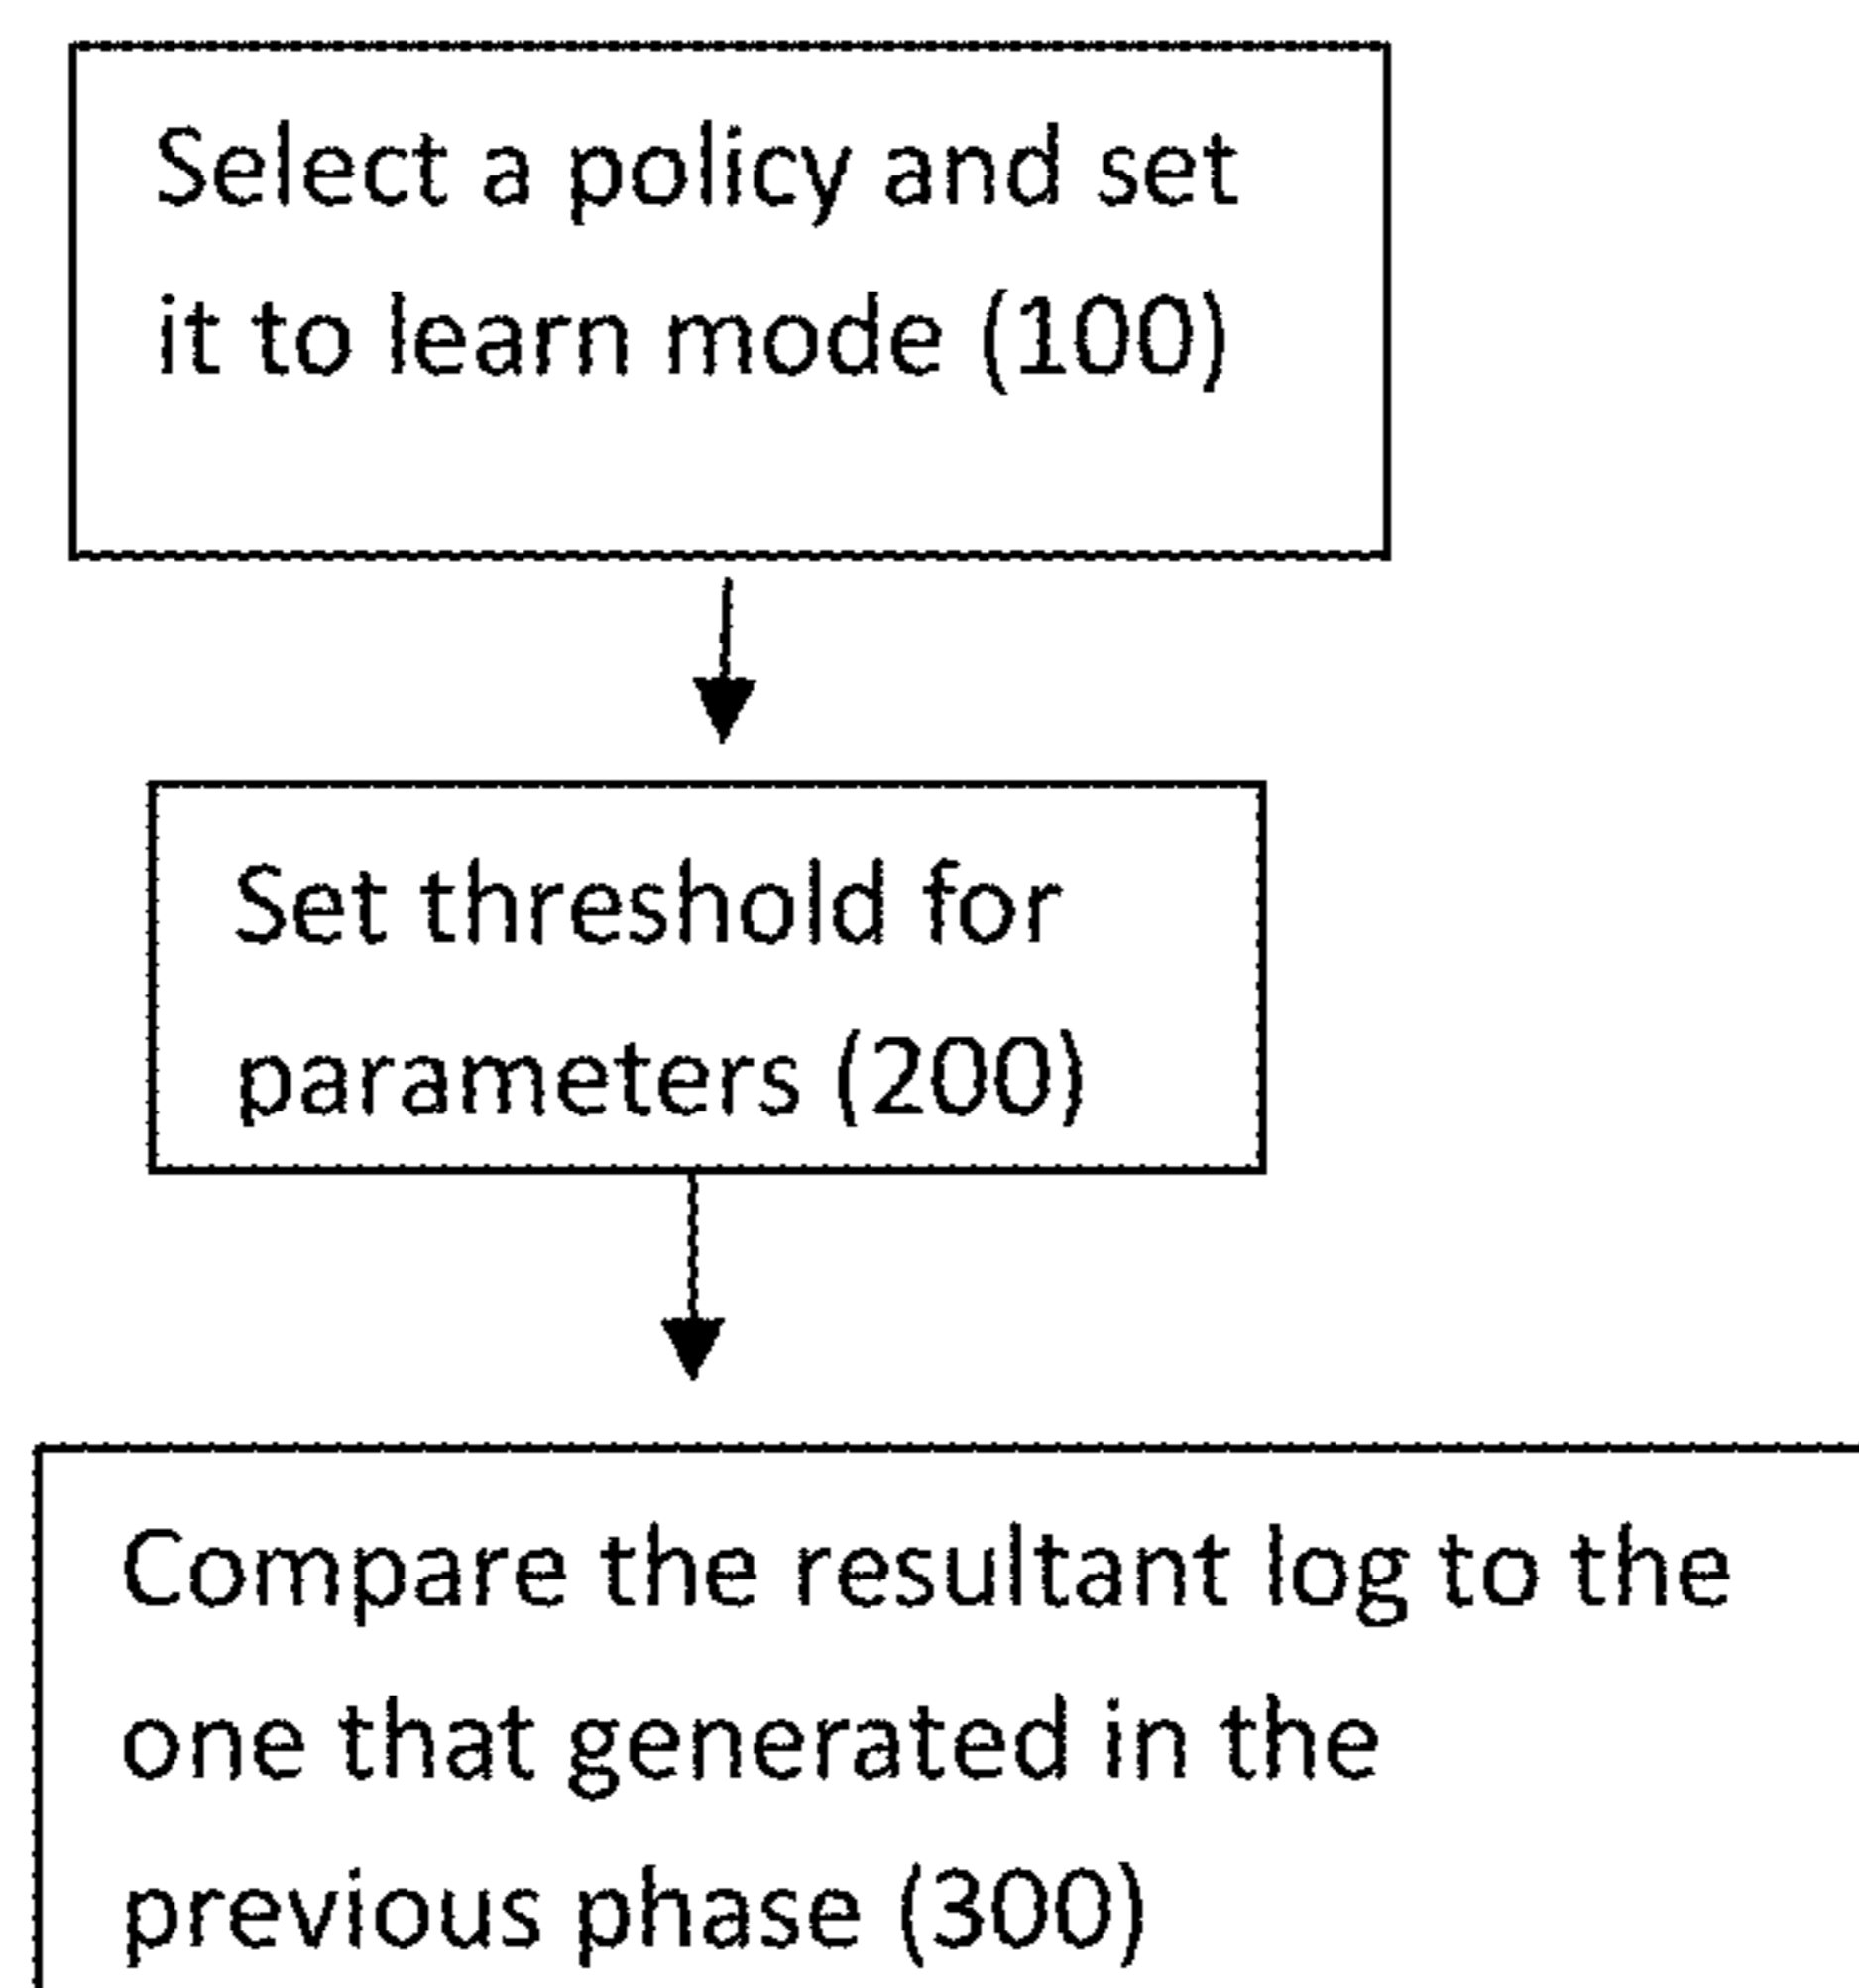 Select a policy and set
it to learn mode (100)
Set threshold for
parameters (200)
Compare the resultant log to the
one that generated in the
previous phase (300)